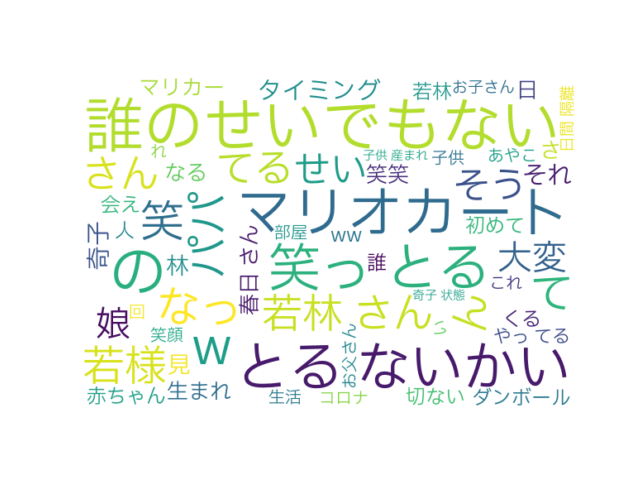 マリカー タイミング 若林 お子さん 日
日間 隔離
誰のせいでもない
れ 子供 産まれ 子供 あやこ さ
さん なる てる せい 笑笑 そう それ
会え 笑 パパ マリオカート
人 部屋 ww 初めて
奇子 の 林 春日 さん 笑っとる 誰 大変
これ て
奇子 状態
娘 なっ 回 若林 さん ん っ くる
笑顔 w お父さん やっ てる
若様 見 とる ないかい
赤ちゃん 生まれ 生活 コロナ 切ない ダンボール